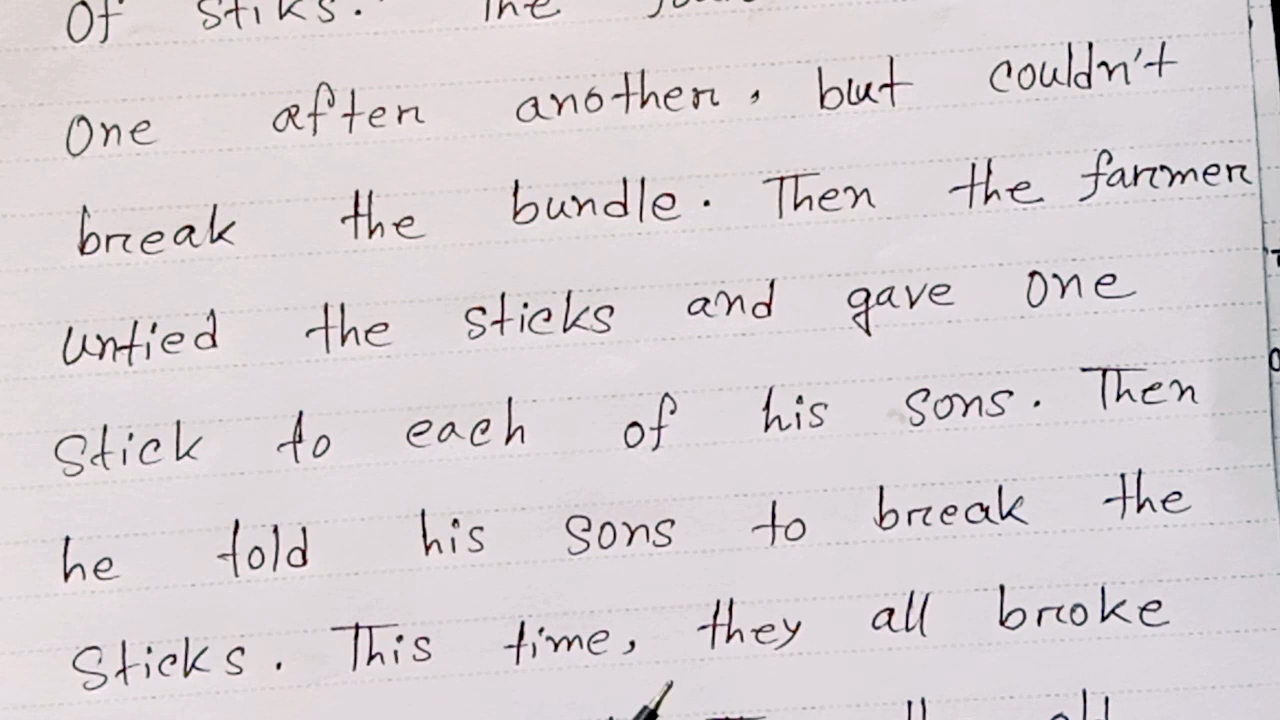 Of stiks. The
One after another, but couldn't
break the bundle. Then the farmer
untied the sticks and gave one
Stick to each of his sons. Then
he told his sons to break the
Sticks. This time, they all broke